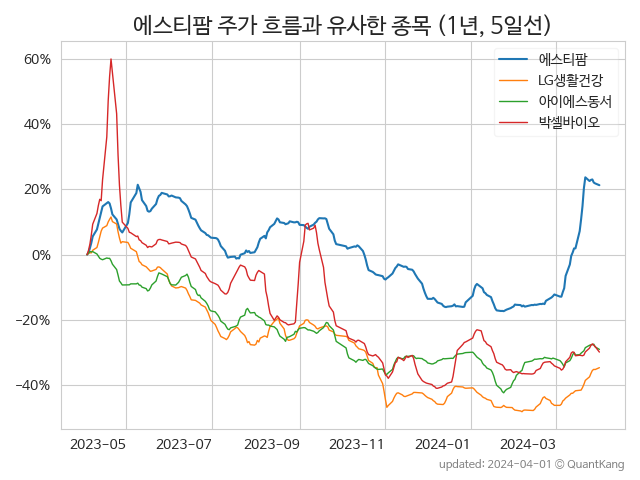 에스티팜 주가 흐름과 유사한 종목 (1년, 5일선)
60%
40%
20%
0%
−20%
−40%
에스티팜
LG생활건강
아이에스동서
박셀바이오
2023-05 2023-07 2023-09 2023-11 2024-01 2024-03
updated: 2024-04-01 © QuantKang